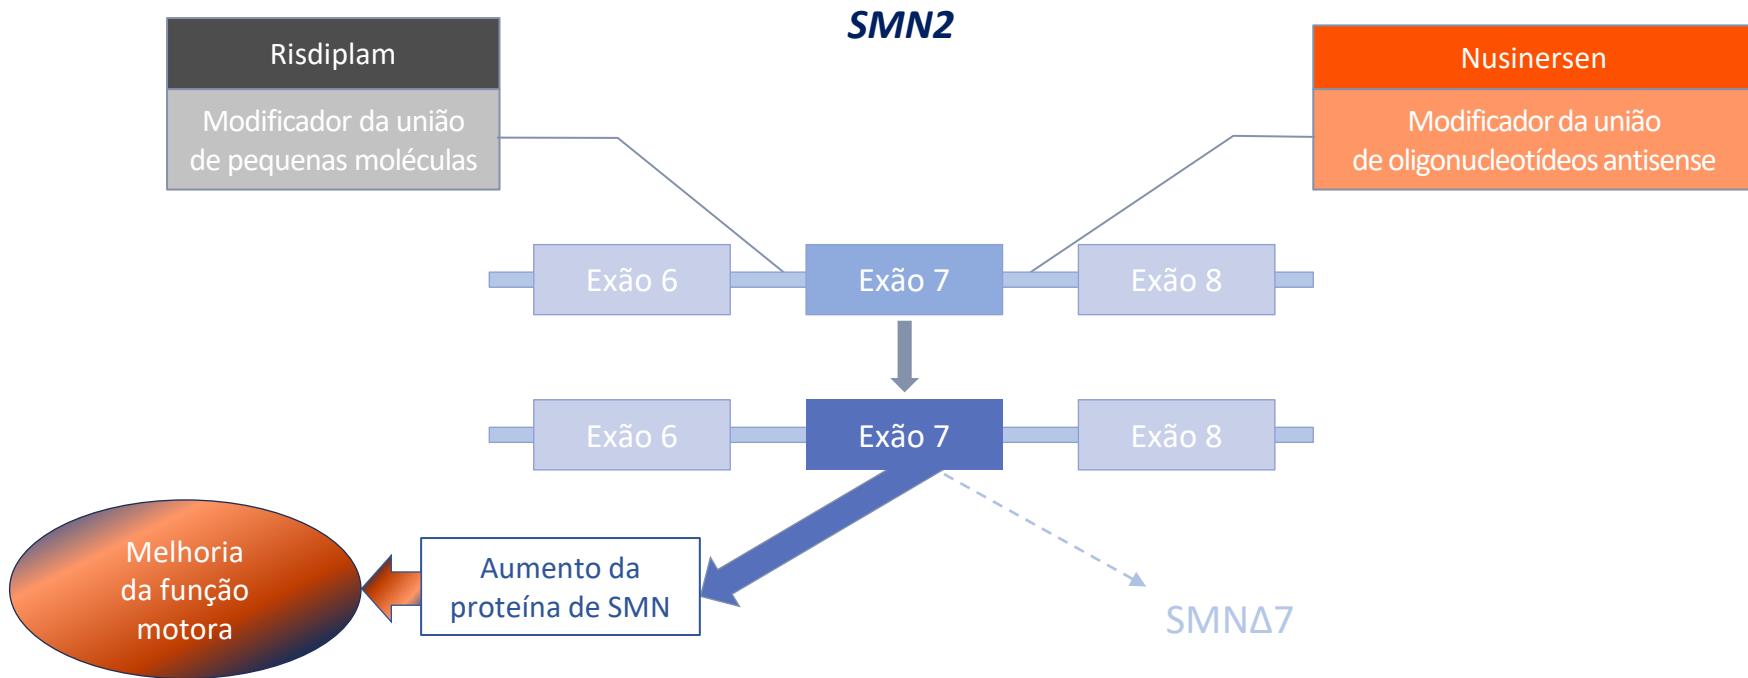 SMN2
Risdiplam
Modificador da união
de pequenas moléculas
Nusinersen
Modificador da união
de oligonucleotídeos antisense
Exão 6
Exão 7
Exão 8
Exão 6
Exão 7
Exão 8
Melhoria
da função
motora
Aumento da
proteína de SMN
SMNΔ7